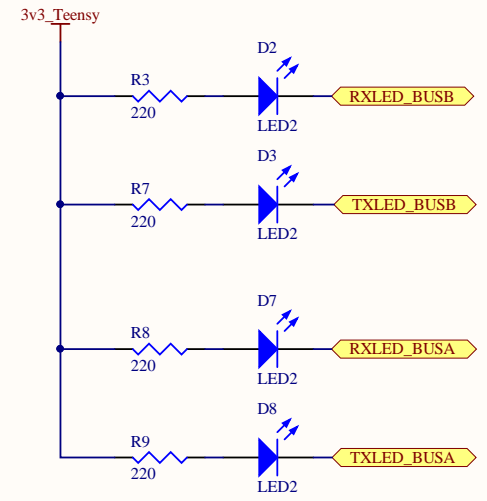 3v3_Teensy
D2
R3
RXLED_BUSB
220
LED2
D3
R7
TXLED_BUSB
220
LED2
D7
R8
RXLED_BUSA
220
LED2
D8
R9
TXLED_BUSA
220
LED2